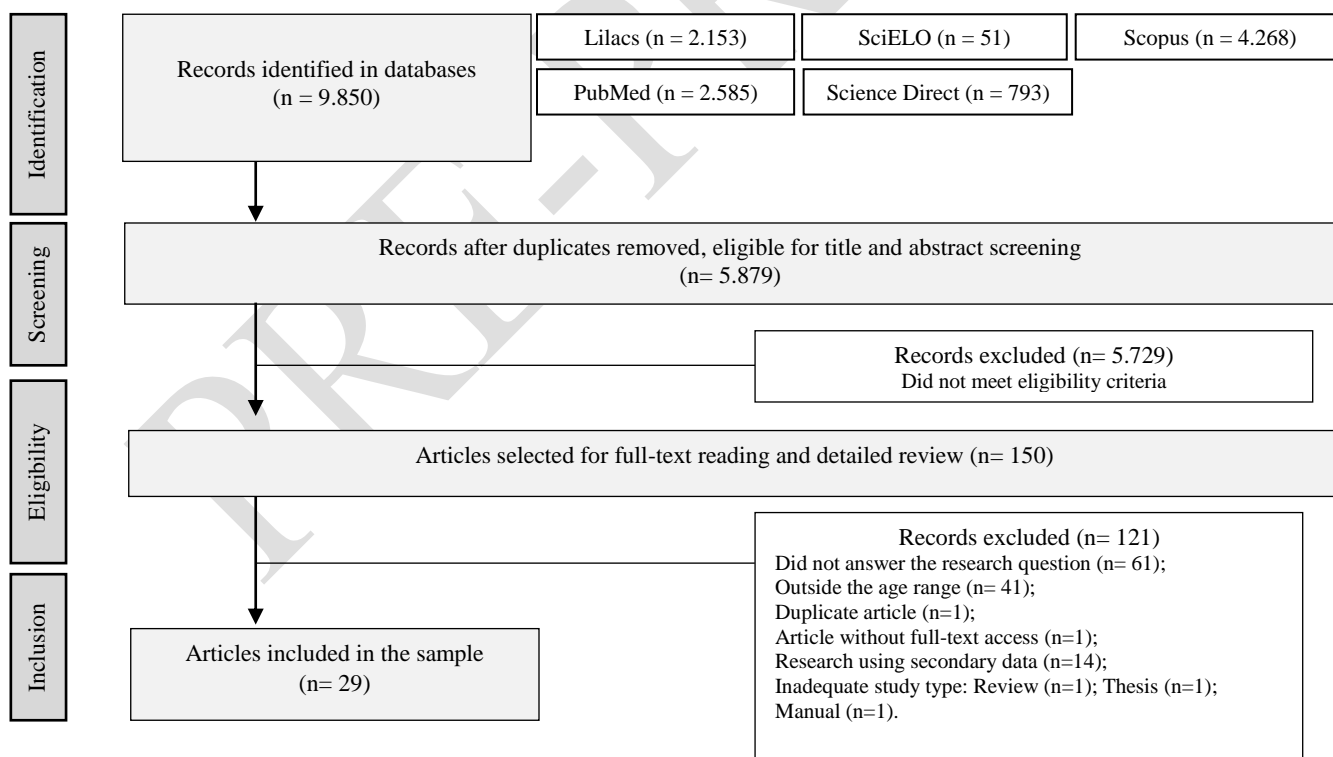 Identification
Records identified in databases
(n = 9.850)
Lilacs (n = 2.153)
SciELO (n = 51)
Scopus (n = 4.268)
PubMed (n = 2.585)
Science Direct (n = 793)
Screening
Records after duplicates removed, eligible for title and abstract screening
(n= 5.879)
Records excluded (n= 5.729)
Did not meet eligibility criteria
Eligibility
Articles selected for full-text reading and detailed review (n= 150)
Records excluded (n= 121)
Did not answer the research question (n= 61);
Outside the age range (n= 41);
Duplicate article (n=1);
Article without full-text access (n=1);
Research using secondary data (n=14);
Inadequate study type: Review (n=1); Thesis (n=1);
Manual (n=1).
Inclusion
Articles included in the sample
(n= 29)
PRE-PR